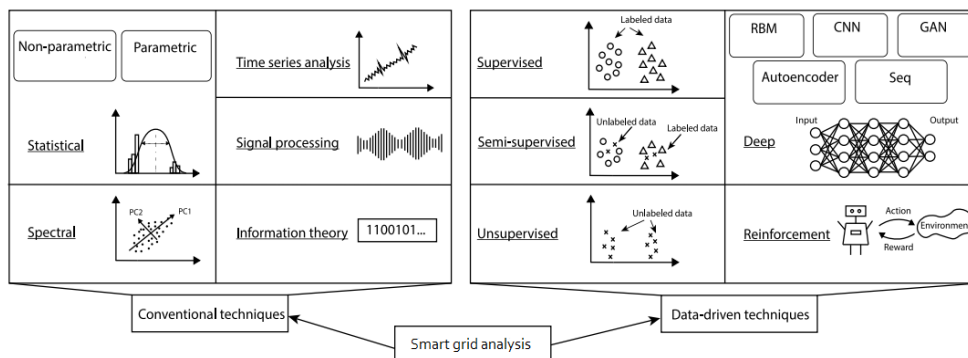 Non-parametric
Parametric
Time series analysis
Statistical
Signal processing
PC2
PC1
Spectral
Information theory
1100101...
Conventional techniques
Labeled data
Supervised
Unlabeled data
Labeled data
Semi-supervised
Unlabeled data
Unsupervised
RBM
CNN
GAN
Autoencoder
Seq
Input
Output
Deep
Action
Environment
Reward
Reinforcement
Data-driven techniques
Smart grid analysis